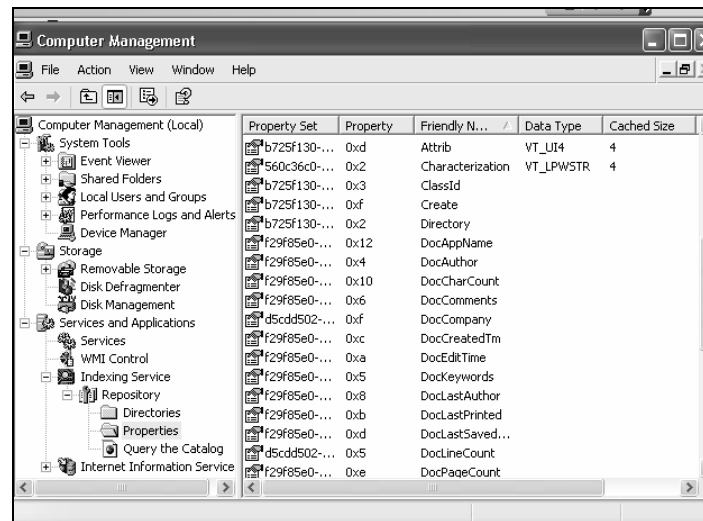 Computer Management
File Action View Window Help
Computer Management (Local)
System Tools
Event Viewer
Shared Folders
Local Users and Groups
Performance Logs and Alerts
Device Manager
Storage
Removable Storage
Disk Defragmenter
Disk Management
Services and Applications
Services
WMI Control
Indexing Service
Repository
Directories
Properties
Query the Catalog
Internet Information Service
Property Set Property Friendly N... Data Type Cached Size
b725f130-... 0xd Attrib VT_UI4 4
560c36c0-... 0x2 Characterization VT_LPWSTR 4
b725f130-... 0x3 ClassId
b725f130-... 0xf Create
b725f130-... 0x2 Directory
f29f85e0-... 0x12 DocAppName
f29f85e0-... 0x4 DocAuthor
f29f85e0-... 0x10 DocCharCount
f29f85e0-... 0x6 DocComments
d5cdd502-... 0xf DocCompany
f29f85e0-... 0xc DocCreatedTm
f29f85e0-... 0xa DocEditTime
f29f85e0-... 0x5 DocKeywords
f29f85e0-... 0x8 DocLastAuthor
f29f85e0-... 0xb DocLastPrinted
f29f85e0-... 0xd DocLastSaved...
d5cdd502-... 0x5 DocLineCount
f29f85e0-... 0xe DocPageCount